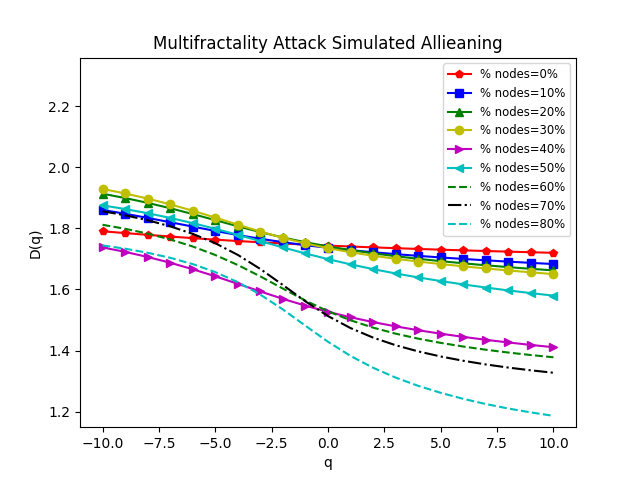 Multifractality Attack Simulated Allieaning
% nodes=0%
% nodes=10%
% nodes=20%
% nodes=30%
% nodes=40%
% nodes=50%
% nodes=60%
% nodes=70%
% nodes=80%
2.2
2.0
1.8
1.6
1.4
1.2
D(q)
−10.0 −7.5 −5.0 −2.5 0.0 2.5 5.0 7.5 10.0
q